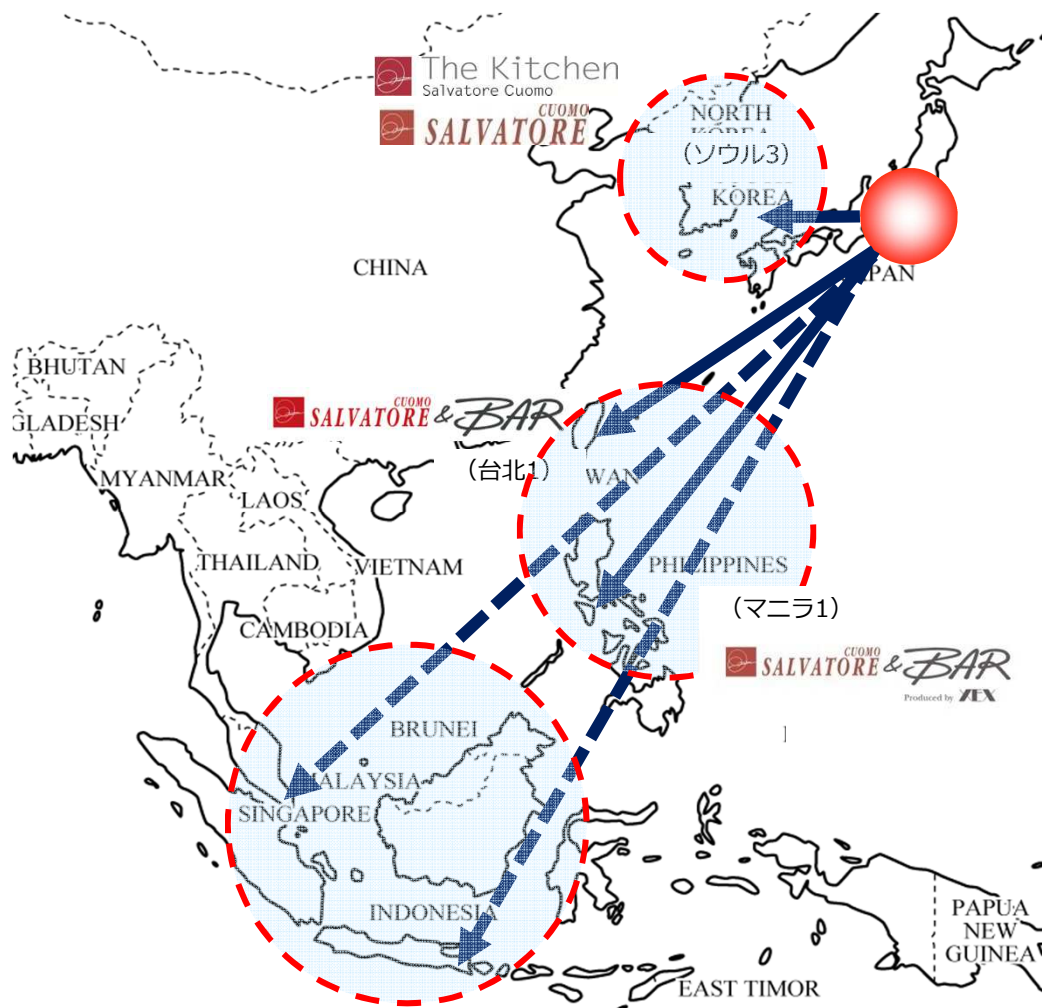 The Kitchen
Salvatore Cuomo
CUOMO
SALVATORE
NORTH
(ソウル3)
KOREA
CHINA
PAN
BHUTAN
GLADESH
CUOMO
SALVATORE & BAR
(台北1)
WAN
MYANMAR
LAOS
THAILAND
VIETNAM
PHILIPPINES
CAMBODIA
(マニラ1)
CUOMO
SALVATORE & BAR
Produced by XEX
BRUNEI
MALAYSIA
SINGAPORE
INDONESIA
PAPUA
NEW
GUINEA
EAST TIMOR